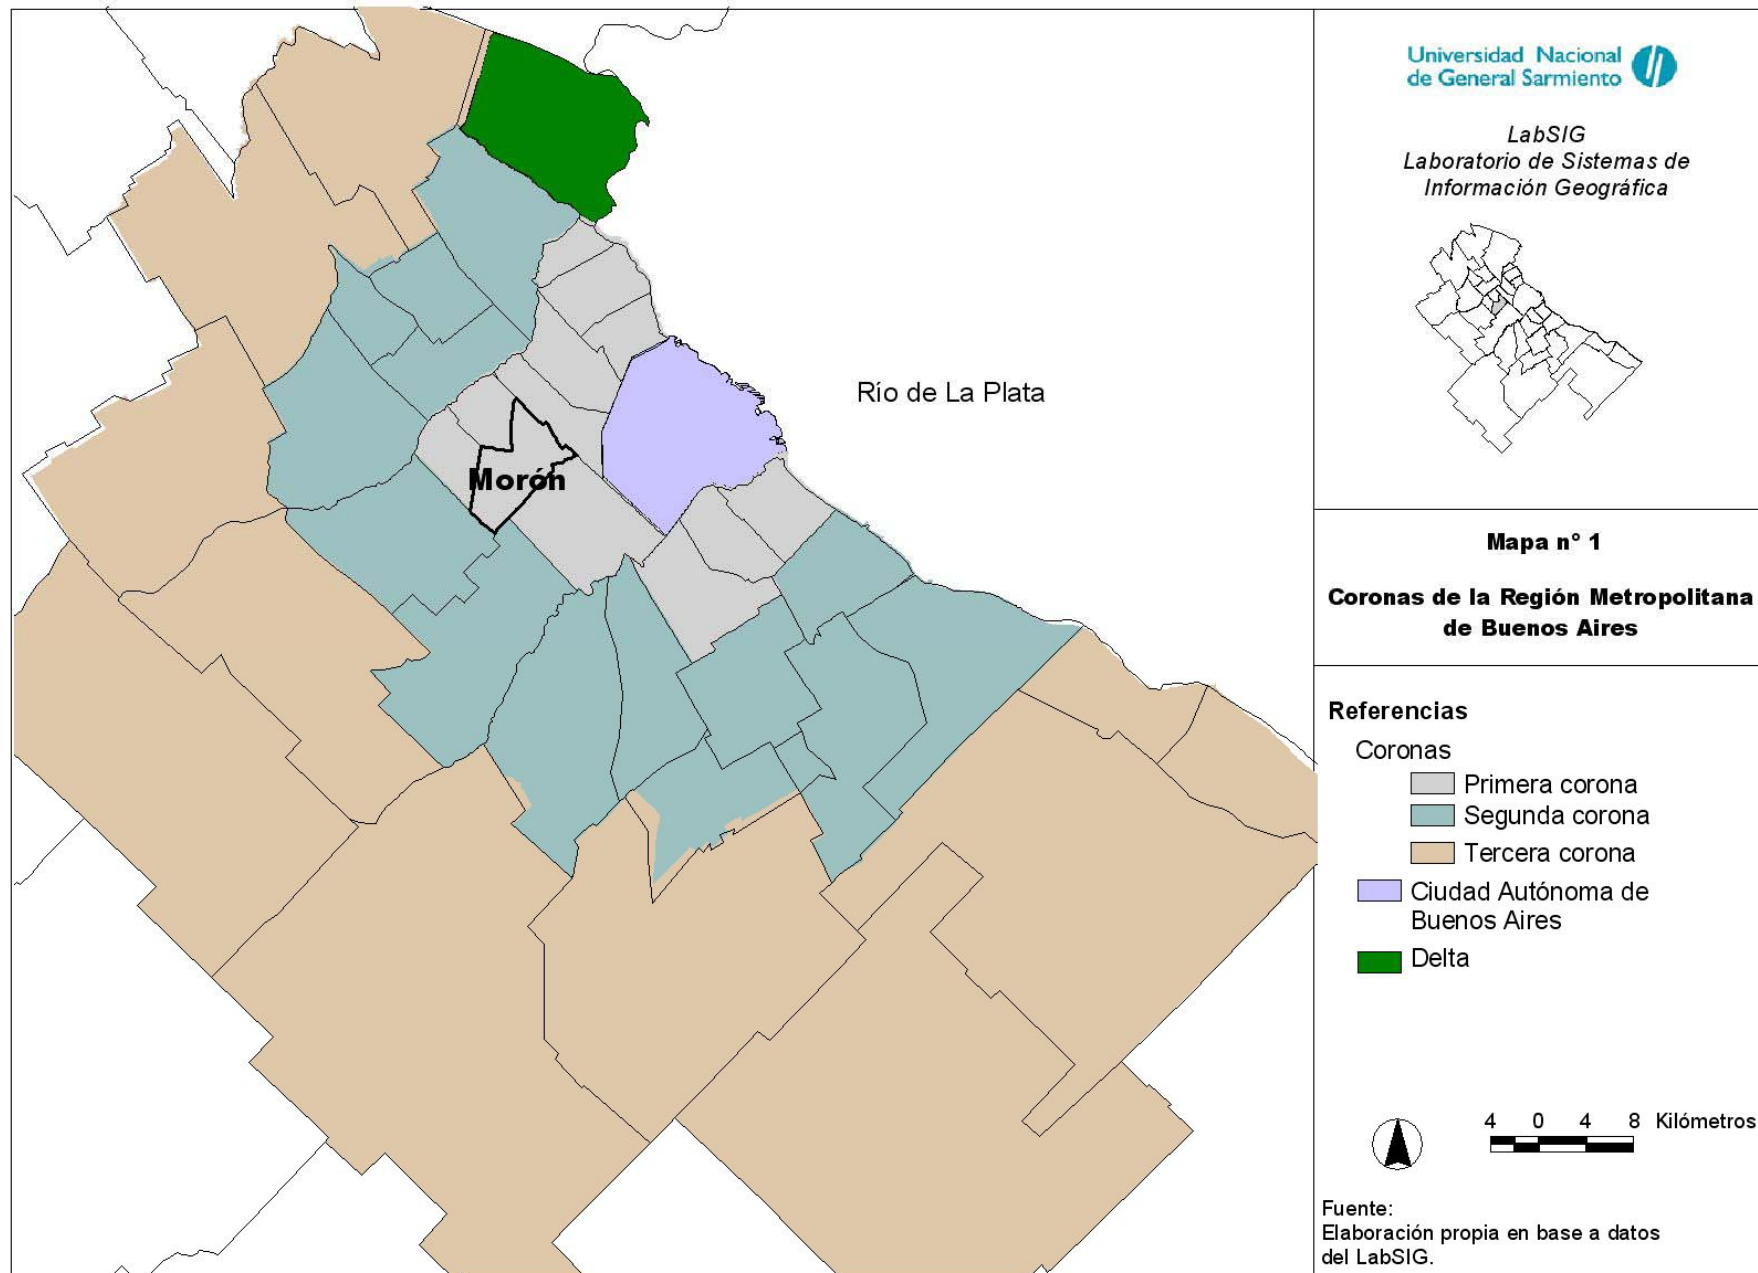 Morón
Río de La Plata
Universidad Nacional
de General Sarmiento
LabSIG
Laboratorio de Sistemas de
Información Geográfica
Mapa n° 1
Coronas de la Región Metropolitana
de Buenos Aires
Referencias
Coronas
Primera corona
Segunda corona
Tercera corona
Ciudad Autónoma de
Buenos Aires
Delta
4 0 4 8 Kilómetros
Fuente:
Elaboración propia en base a datos
del LabSIG.